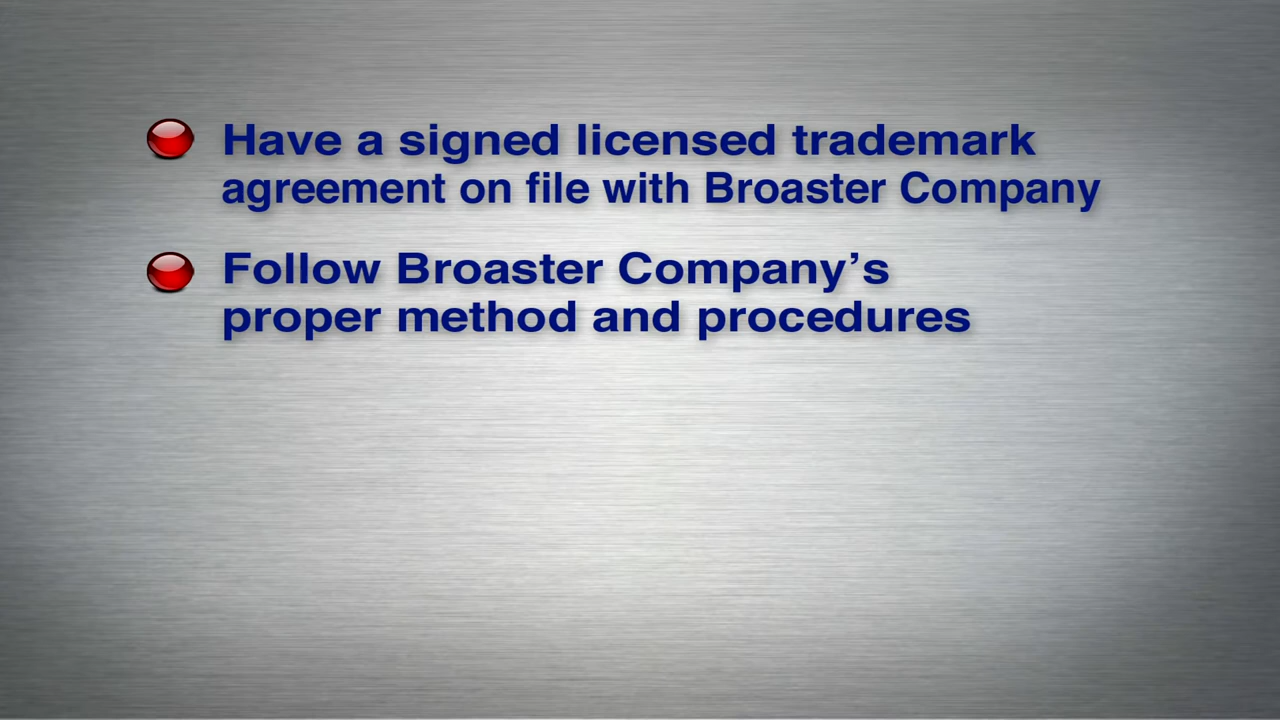 Have a signed licensed trademark
agreement on file with Broaster Company
Follow Broaster Company’s
proper method and procedures